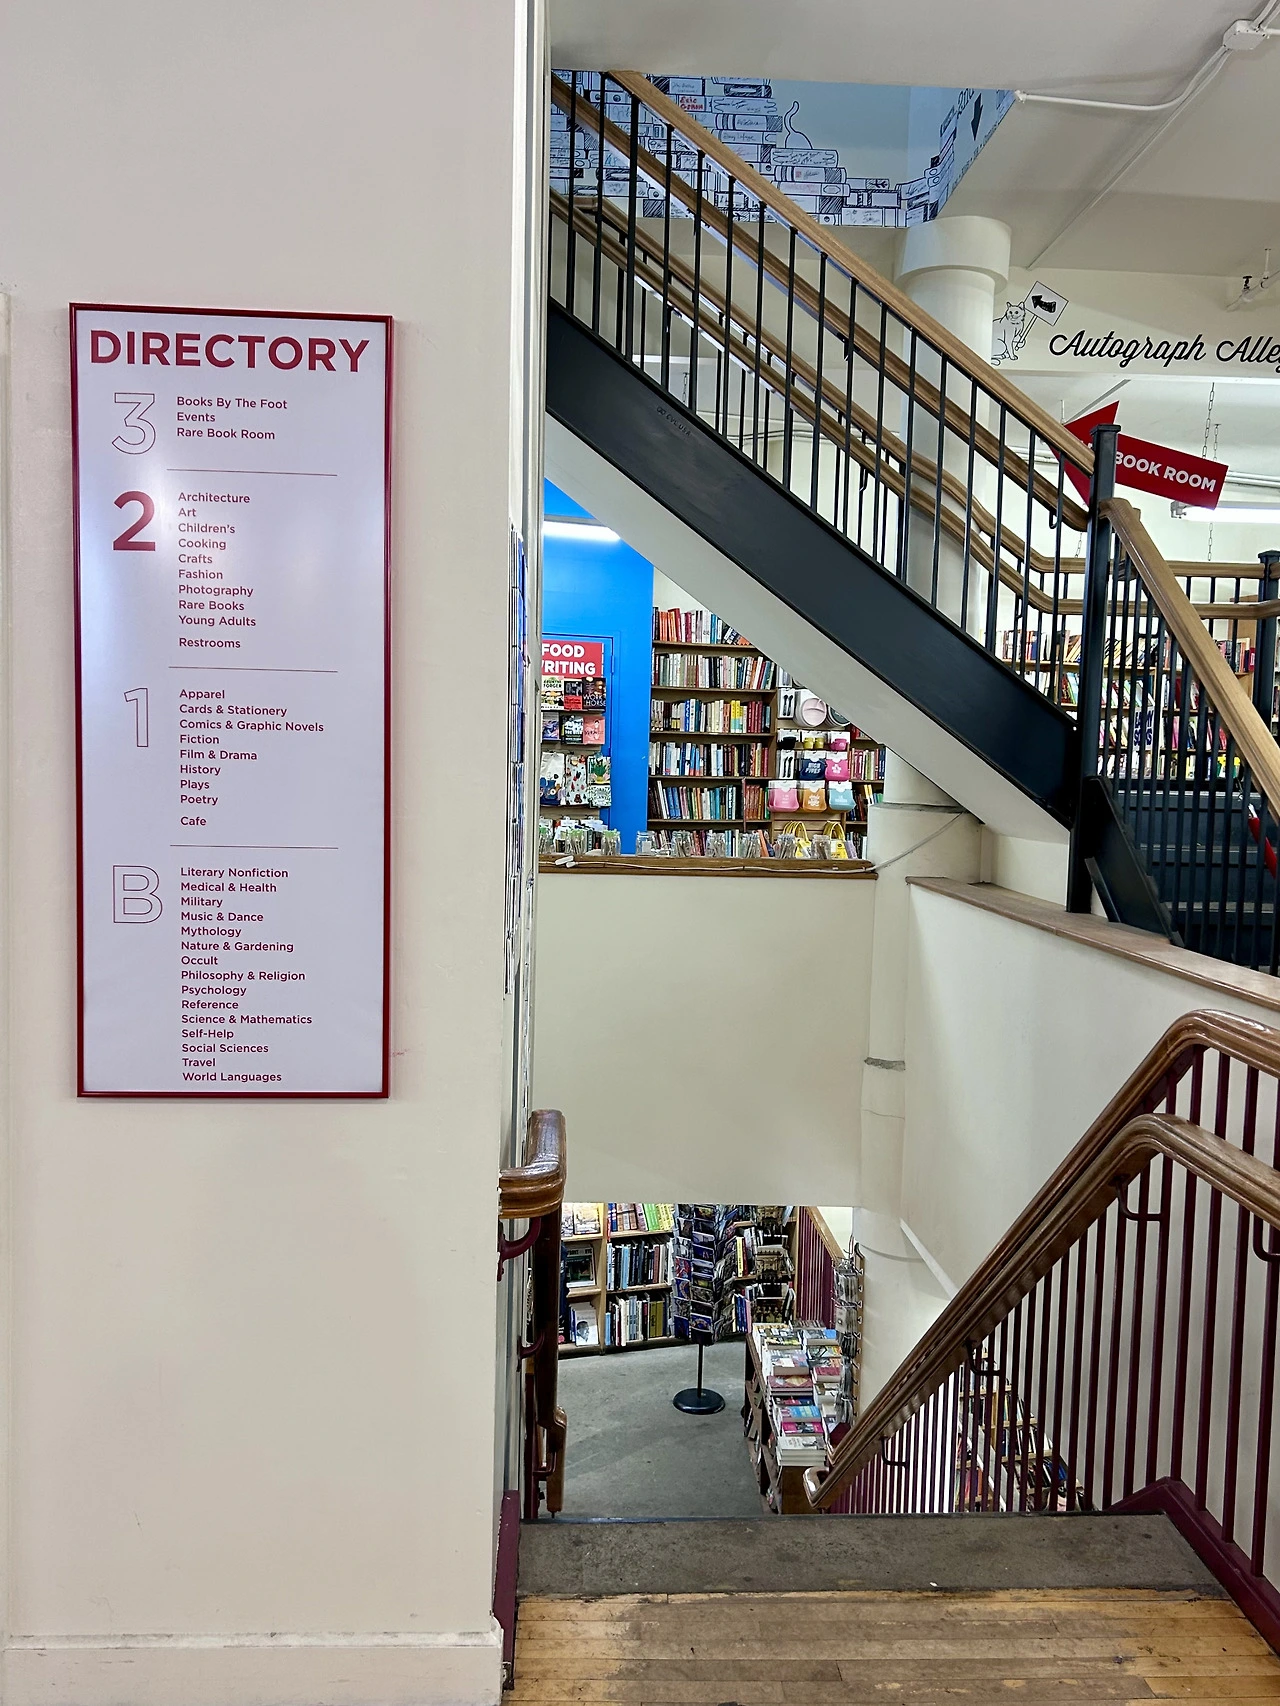 DIRECTORY
3
Books By The Foot
Events
Rare Book Room
2
Architecture
Art
Children's
Cooking
Crafts
Fashion
Photography
Rare Books
Young Adults
Restrooms
1
Apparel
Cards & Stationery
Comics & Graphic Novels
Fiction
Film & Drama
History
Plays
Poetry
Cafe
B
Literary Nonfiction
Medical & Health
Military
Music & Dance
Mythology
Nature & Gardening
Occult
Philosophy & Religion
Psychology
Reference
Science & Mathematics
Self-Help
Social Sciences
Travel
World Languages
Autograph
BOOK ROOM
FOOD